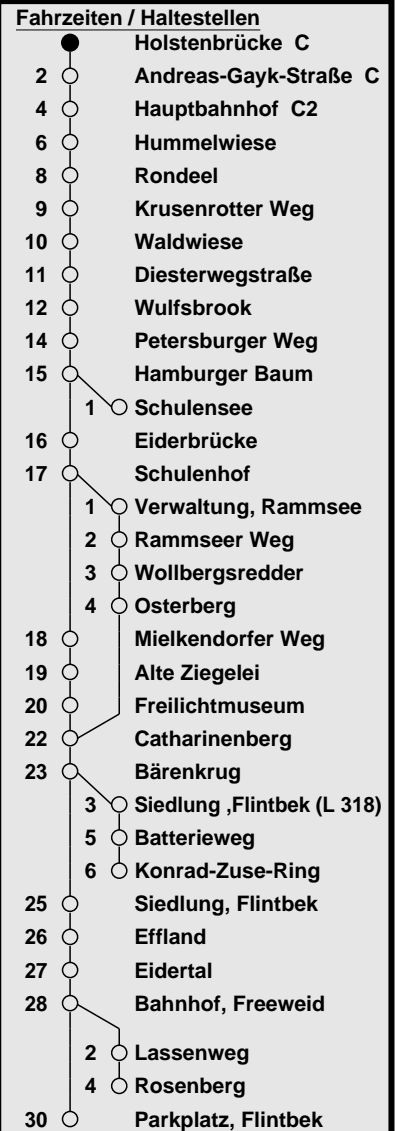 Fahrzeiten / Haltestellen
Holstenbrücke C
2 Andreas-Gayk-Straße C
4 Hauptbahnhof C2
6 Hummelwiese
8 Rondeel
9 Krusenrotter Weg
10 Waldwiese
11 Diesterwegstraße
12 Wulfsbrook
14 Petersburger Weg
15 Hamburger Baum
1 Schulensee
16 Eiderbrücke
17 Schulenhof
1 Verwaltung, Rammsee
2 Rammseer Weg
3 Wollbergsredder
4 Osterberg
18 Mielkendorfer Weg
19 Alte Ziegelei
20 Freilichtmuseum
22 Catharinenberg
23 Bärenkrug
3 Siedlung ,Flintbek (L 318)
5 Batterieweg
6 Konrad-Zuse-Ring
25 Siedlung, Flintbek
26 Effland
27 Eidertal
28 Bahnhof, Freeweid
2 Lassenweg
4 Rosenberg
30 Parkplatz, Flintbek